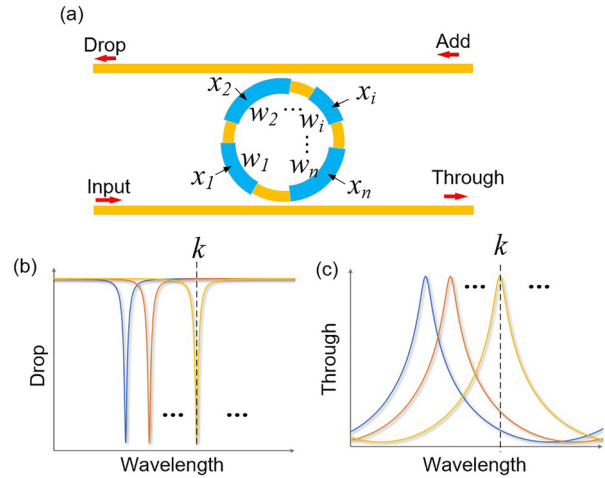 (a)
Drop
Add
x2
xi
w2
...
wi
...
x1
w1
wn
xn
Input
Through
(b)
k
Drop
...
...
Wavelength
(c)
k
...
...
Through
Wavelength